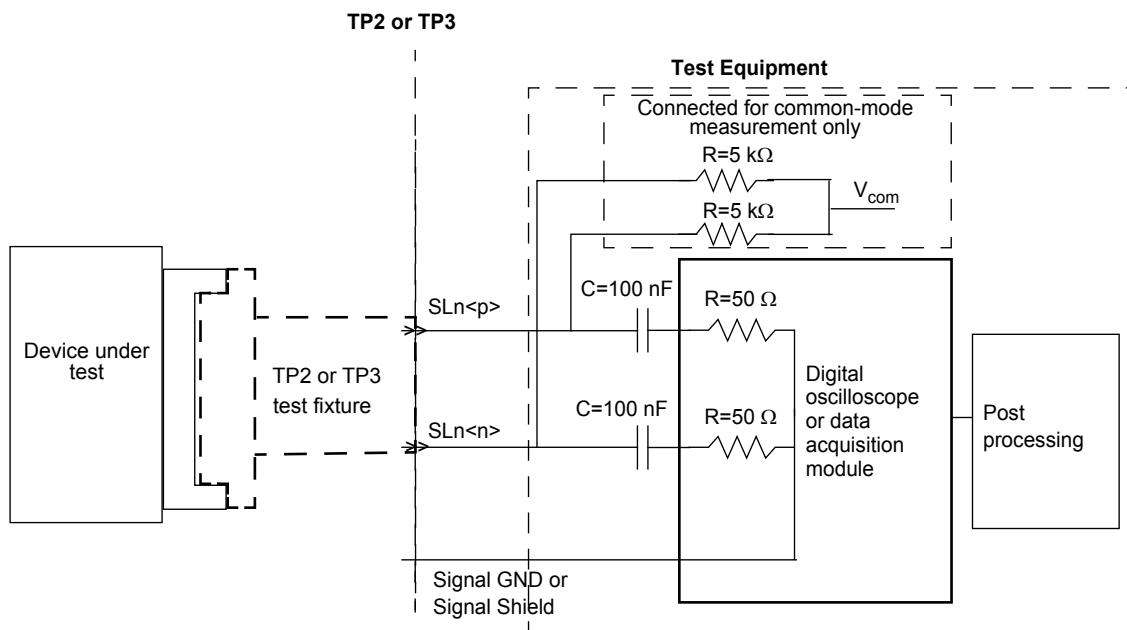 TP2 or TP3
Test Equipment
Connected for common-mode
measurement only
R=5 kΩ
V_com
R=5 kΩ
SLn<p>
C=100 nF
R=50 Ω
Device under
test
TP2 or TP3
test fixture
Digital
oscilloscope
or data
acquisition
module
C=100 nF
R=50 Ω
SLn<n>
Post
processing
Signal GND or
Signal Shield